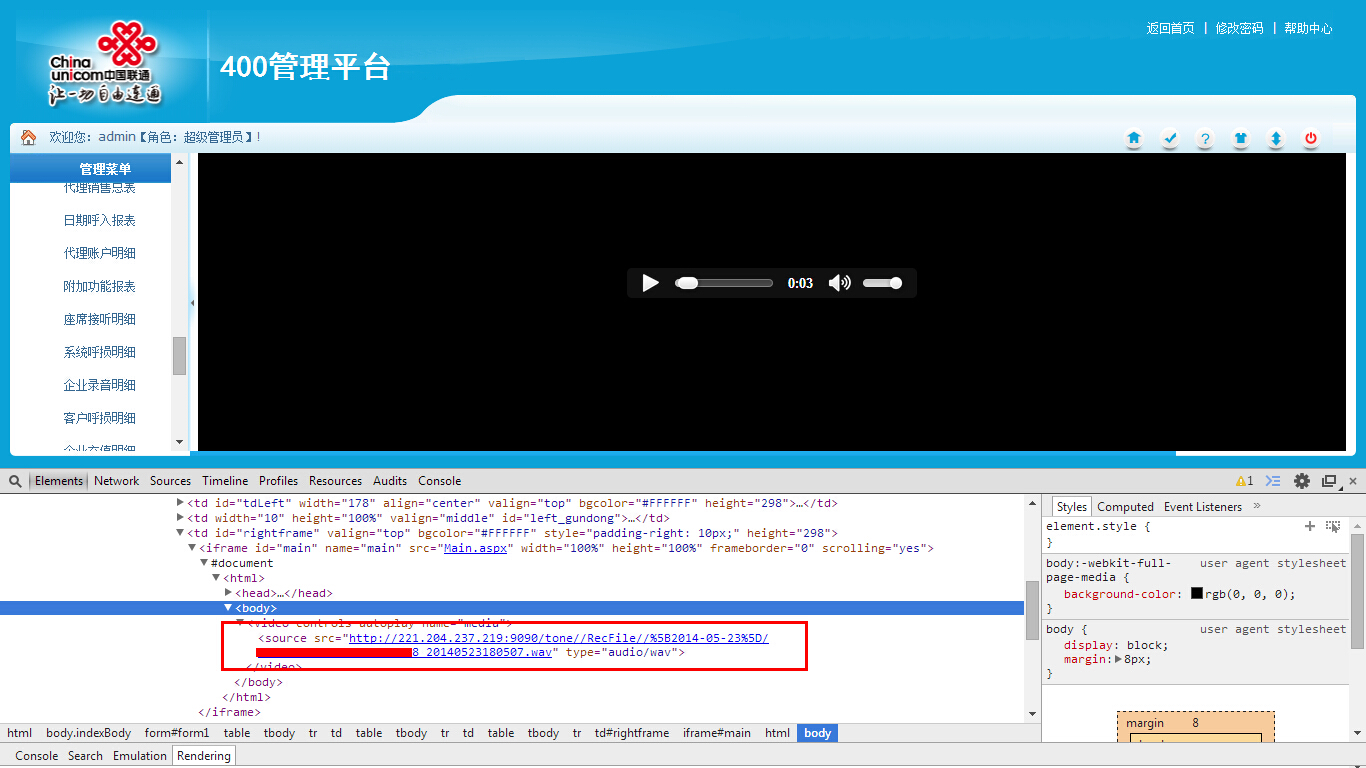 返回首页 | 修改密码 | 帮助中心
China
unicom中国联通
让一切自由连通
400管理平台
欢迎您：admin【角色：超级管理员】!
管理菜单
代理销售总表
日期呼入报表
代理账户明细
附加功能报表
座席接听明细
系统呼损明细
企业录音明细
客户呼损明细
企业充值明细
0:03
Elements Network Sources Timeline Profiles Resources Audits Console
1
<td id="tdLeft" width="178" align="center" valign="top" bgcolor="#FFFFFF" height="298">…</td>
<td width="10" height="100%" valign="middle" id="left_gundong">…</td>
<td id="rightframe" valign="top" bgcolor="#FFFFFF" style="padding-right: 10px;" height="298">
<iframe id="main" name="main" src="Main.aspx" width="100%" height="100%" frameborder="0" scrolling="yes">
#document
<html>
<head>…</head>
<body>
<video controls autoplay name="media">
<source src="http://221.204.237.219:9090/tone//RecFile//%5B2014-05-23%5D/
8_20140523180507.wav" type="audio/wav">
</video>
</body>
</html>
</iframe>
Styles Computed Event Listeners »
element.style {
}
body:-webkit-full-page-media { user agent stylesheet
background-color: rgb(0, 0, 0);
}
body { user agent stylesheet
display: block;
margin: 8px;
}
margin 8
html body.indexBody form#form1 table tbody tr td table tbody tr td table tbody tr td#rightframe iframe#main html body
Console Search Emulation Rendering